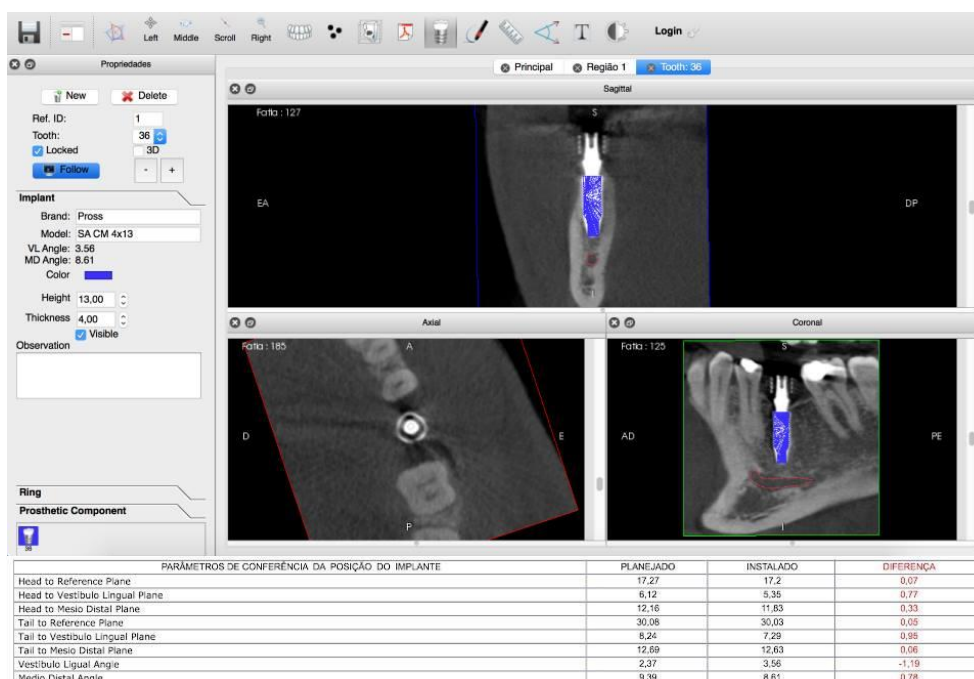 Left Middle Scroll Right T Login
Propriedades
Principal Região 1 Tooth: 36
New Delete
Ref. ID: 1
Tooth: 36
Locked 3D
Follow - +
Implant
Brand: Pross
Model: SA CM 4x13
VL Angle: 3.56
MD Angle: 8.61
Color
Height 13,00
Thickness 4,00
Visible
Observation
Ring
Prosthetic Component
36
Sagittal
Fatia : 127
S
EA
DP
I
Axial
Fatia : 185
A
D
E
P
Coronal
Fatia : 125
S
AD
PE
I
PARÂMETROS DE CONFERÊNCIA DA POSIÇÃO DO IMPLANTE PLANEJADO INSTALADO DIFERENÇA
Head to Reference Plane 17,27 17,2 0,07
Head to Vestibulo Lingual Plane 6,12 5,35 0,77
Head to Mesio Distal Plane 12,16 11,83 0,33
Tail to Reference Plane 30,08 30,03 0,05
Tail to Vestibulo Lingual Plane 8,24 7,29 0,95
Tail to Mesio Distal Plane 12,69 12,63 0,06
Vestibulo Ligual Angle 2,37 3,56 -1,19
Medio Distal Angle 9,39 8,61 0,78